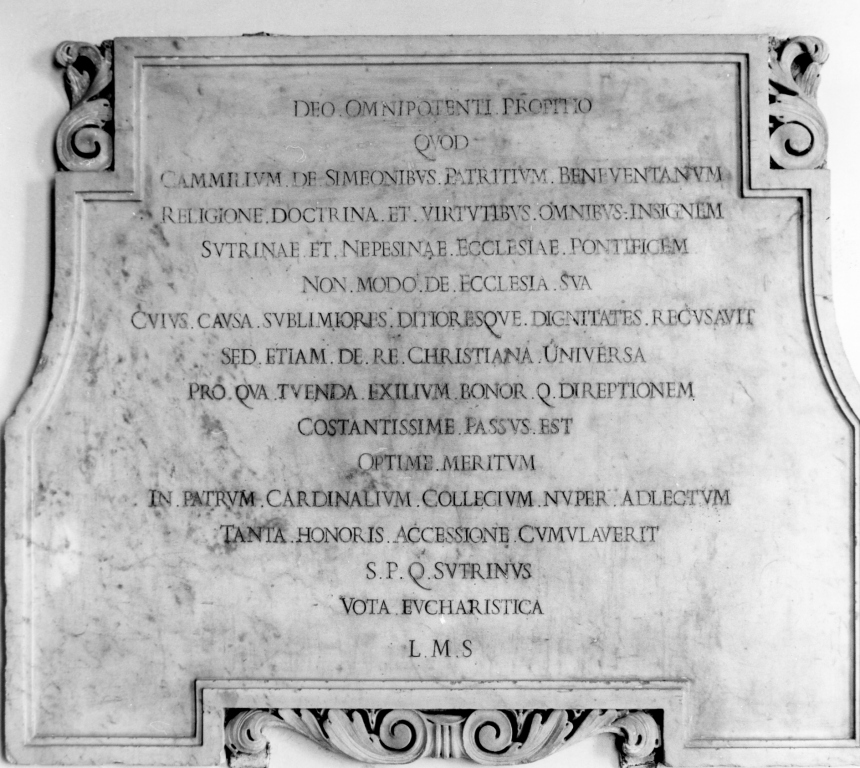 DEO . OMNIPOTENTI . PROPITIO
QVOD
CAMMILIVM . DE . SIMEONIBVS . PATRITIVM . BENEVENTANVM
RELIGIONE . DOCTRINA . ET . VIRTVTIBVS . OMNIBVS . INSIGNEM
SVTRINAE . ET . NEPESINAE . ECCLESIAE . PONTIFICEM
NON . MODO . DE . ECCLESIA . SVA
CVIVS . CAVSA . SVBLIMIORES . DITIORESQVE . DIGNITATES . RECVSAVIT
SED . ETIAM . DE . RE . CHRISTIANA . UNIVERSA
PRO . QVA . TVENDA . EXILIVM . BONOR . Q . DIREPTIONEM
COSTANTISSIME . PASSVS . EST
OPTIME . MERITVM
IN . PATRVM . CARDINALIVM . COLLEGIVM . NVPER . ADLECTVM
TANTA . HONORIS . ACCESSIONE . CVMVLAVERIT
S . P . Q . SVTRINVS
VOTA . EVCHARISTICA
L . M . S